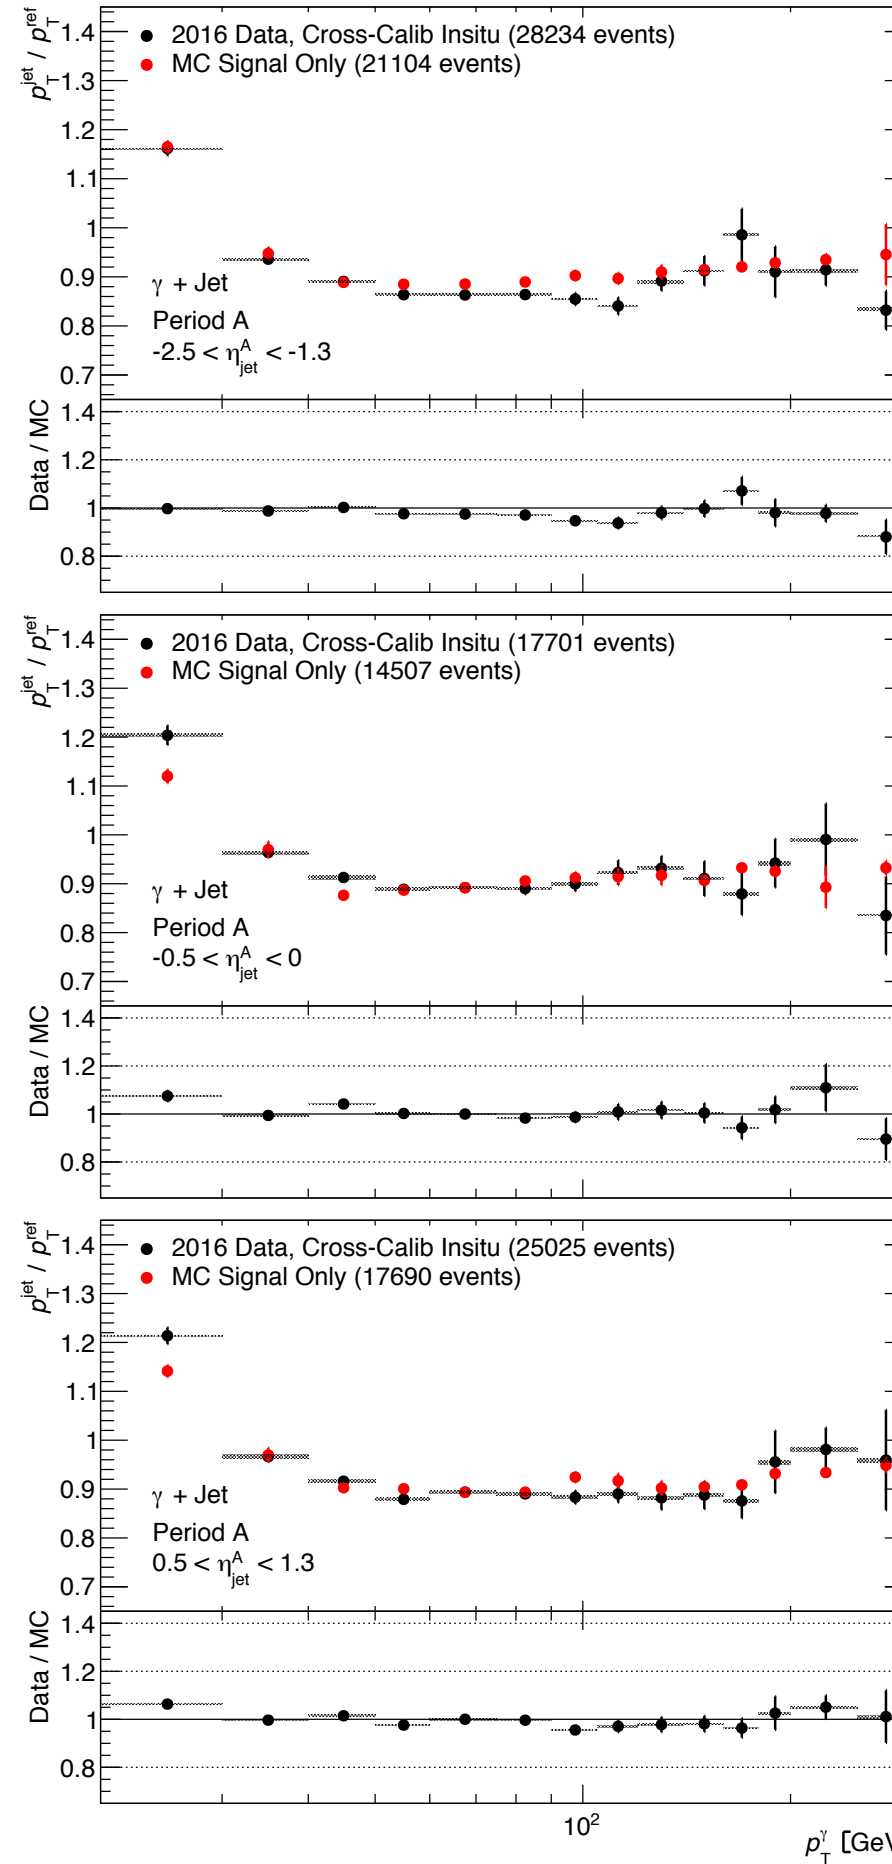 p_T^jet / p_T^ref
1.4
1.3
1.2
1.1
1
0.9
0.8
0.7
2016 Data, Cross-Calib Insitu (28234 events)
MC Signal Only (21104 events)
γ + Jet
Period A
-2.5 < η_jet^A < -1.3
Data / MC
1.4
1.2
1
0.8
p_T^jet / p_T^ref
1.4
1.3
1.2
1.1
1
0.9
0.8
0.7
2016 Data, Cross-Calib Insitu (17701 events)
MC Signal Only (14507 events)
γ + Jet
Period A
-0.5 < η_jet^A < 0
Data / MC
1.4
1.2
1
0.8
p_T^jet / p_T^ref
1.4
1.3
1.2
1.1
1
0.9
0.8
0.7
2016 Data, Cross-Calib Insitu (25025 events)
MC Signal Only (17690 events)
γ + Jet
Period A
0.5 < η_jet^A < 1.3
Data / MC
1.4
1.2
1
0.8
10²
p_T^γ [GeV